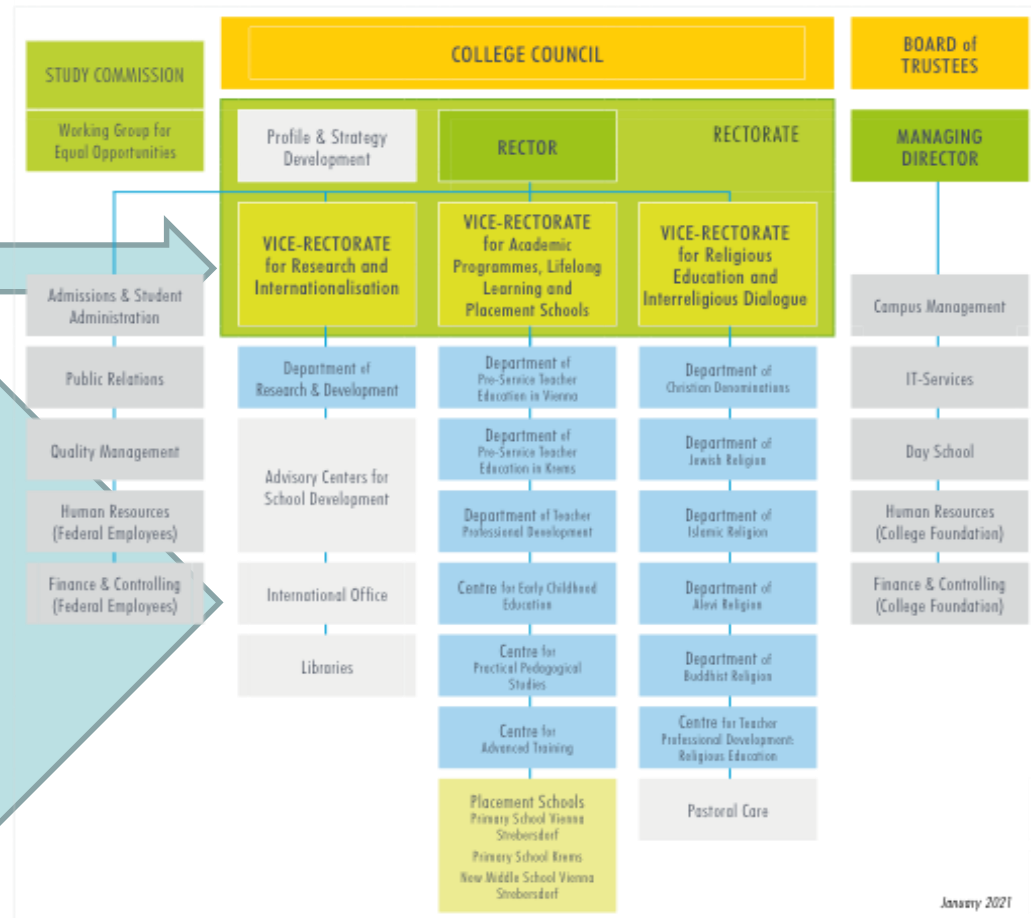 STUDY COMMISSION
Working Group for
Equal Opportunities
COLLEGE COUNCIL
BOARD of
TRUSTEES
Profile & Strategy
Development
RECTOR
RECTORATE
MANAGING
DIRECTOR
VICE-RECTORATE
for Research and
Internationalisation
VICE-RECTORATE
for Academic
Programmes, Lifelong
Learning and
Placement Schools
VICE-RECTORATE
for Religious
Education and
Interreligious Dialogue
Admissions & Student
Administration
Public Relations
Quality Management
Human Resources
(Federal Employees)
Finance & Controlling
(Federal Employees)
Department of
Research & Development
Advisory Centers for
School Development
International Office
Libraries
Department of
Pre-Service Teacher
Education in Vienna
Department of
Pre-Service Teacher
Education in Krems
Department of Teacher
Professional Development
Centre for Early Childhood
Education
Centre for
Practical Pedagogical
Studies
Centre for
Advanced Training
Placement Schools
Primary School Vienna
Strebersdorf
Primary School Krems
New Middle School Vienna
Strebersdorf
Department of
Christian Denominations
Department of
Jewish Religion
Department of
Islamic Religion
Department of
Alevi Religion
Department of
Buddhist Religion
Centre for Teacher
Professional Development:
Religious Education
Pastoral Care
Campus Management
IT-Services
Day School
Human Resources
(College Foundation)
Finance & Controlling
(College Foundation)
January 2021